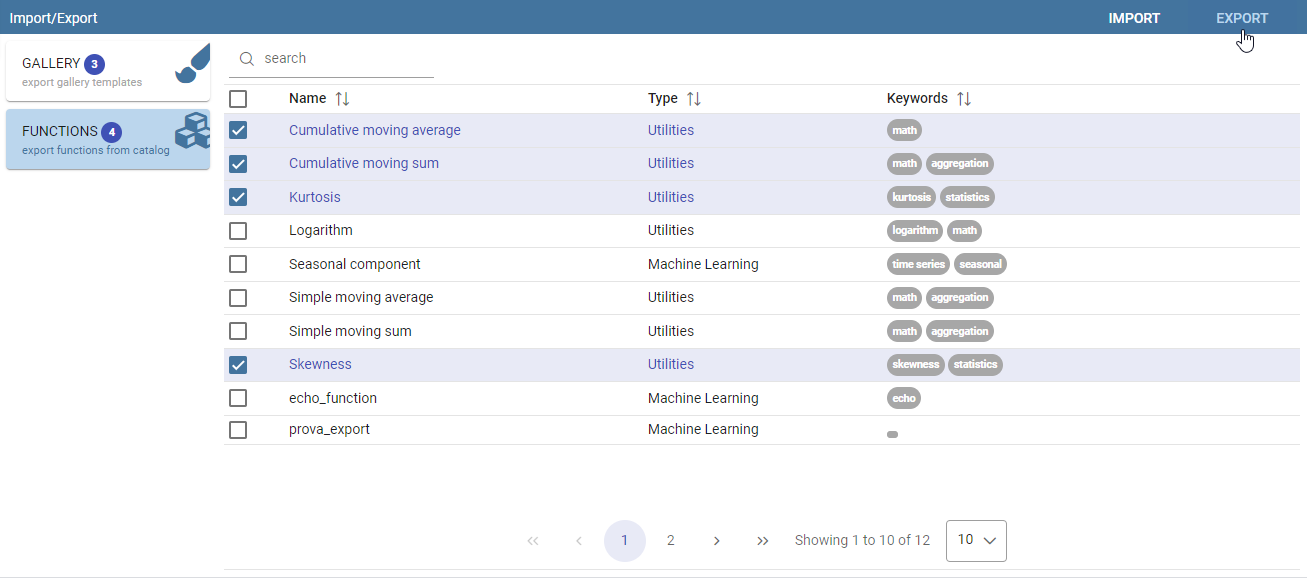 Import/Export IMPORT EXPORT
GALLERY 3
export gallery templates
FUNCTIONS 4
export functions from catalog
search
Name Type Keywords
Cumulative moving average Utilities math
Cumulative moving sum Utilities math aggregation
Kurtosis Utilities kurtosis statistics
Logarithm Utilities logarithm math
Seasonal component Machine Learning time series seasonal
Simple moving average Utilities math aggregation
Simple moving sum Utilities math aggregation
Skewness Utilities skewness statistics
echo_function Machine Learning echo
prova_export Machine Learning
1 2 Showing 1 to 10 of 12 10